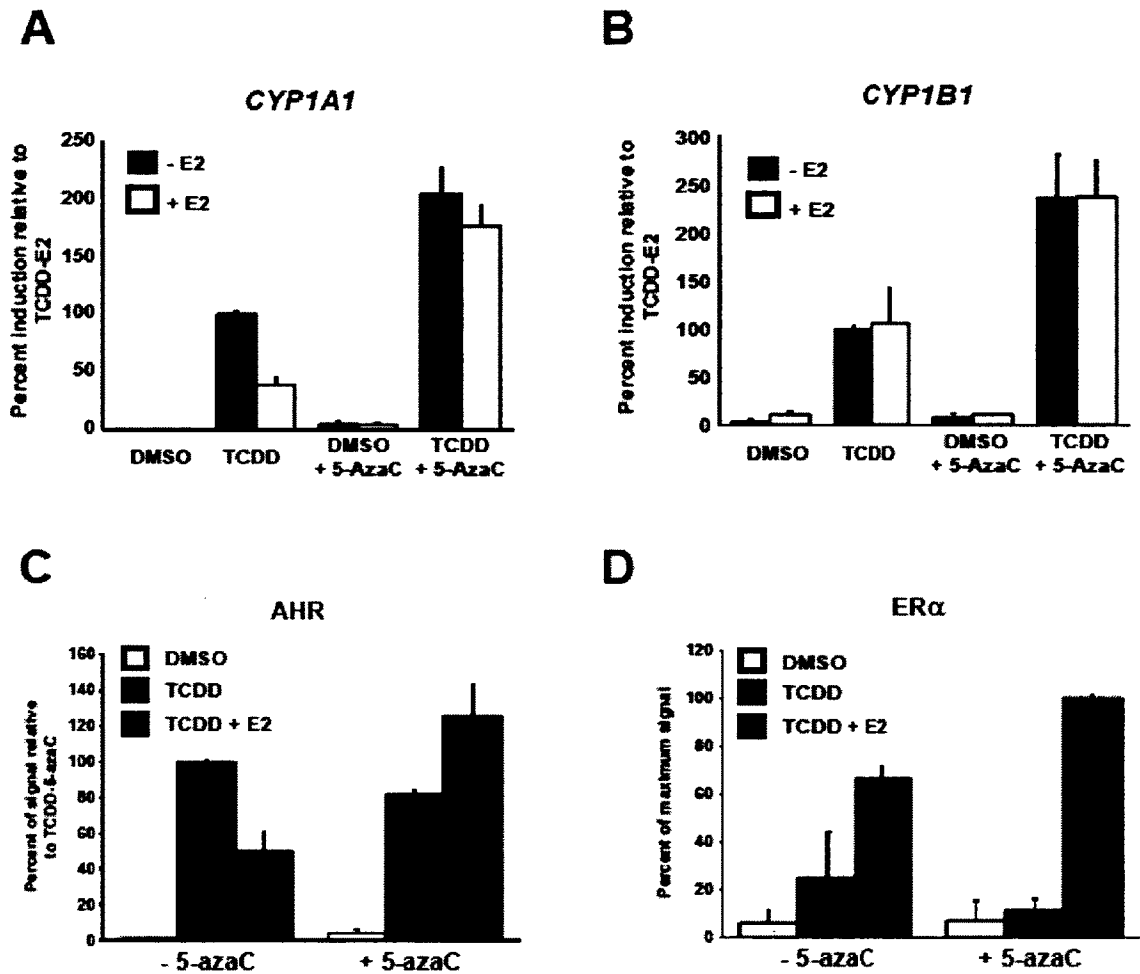 A
CYP1A1
Percent induction relative to
TCDD-E2
250
200
150
100
50
0
- E2
+ E2
DMSO
TCDD
DMSO
+ 5-AzaC
TCDD
+ 5-AzaC
B
CYP1B1
Percent induction relative to
TCDD-E2
300
250
200
150
100
50
0
- E2
+ E2
DMSO
TCDD
DMSO
+ 5-AzaC
TCDD
+ 5-AzaC
C
AHR
Percent of signal relative
to TCDD-5-azaC
160
140
120
100
80
60
40
20
0
DMSO
TCDD
TCDD + E2
- 5-azaC
+ 5-azaC
D
ERα
Percent of maximum signal
120
100
80
60
40
20
0
DMSO
TCDD
TCDD + E2
- 5-azaC
+ 5-azaC